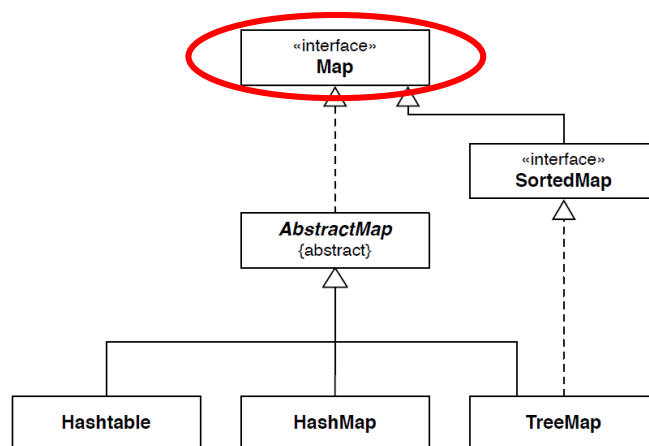 «interface»
Map
«interface»
SortedMap
AbstractMap
{abstract}
Hashtable
HashMap
TreeMap